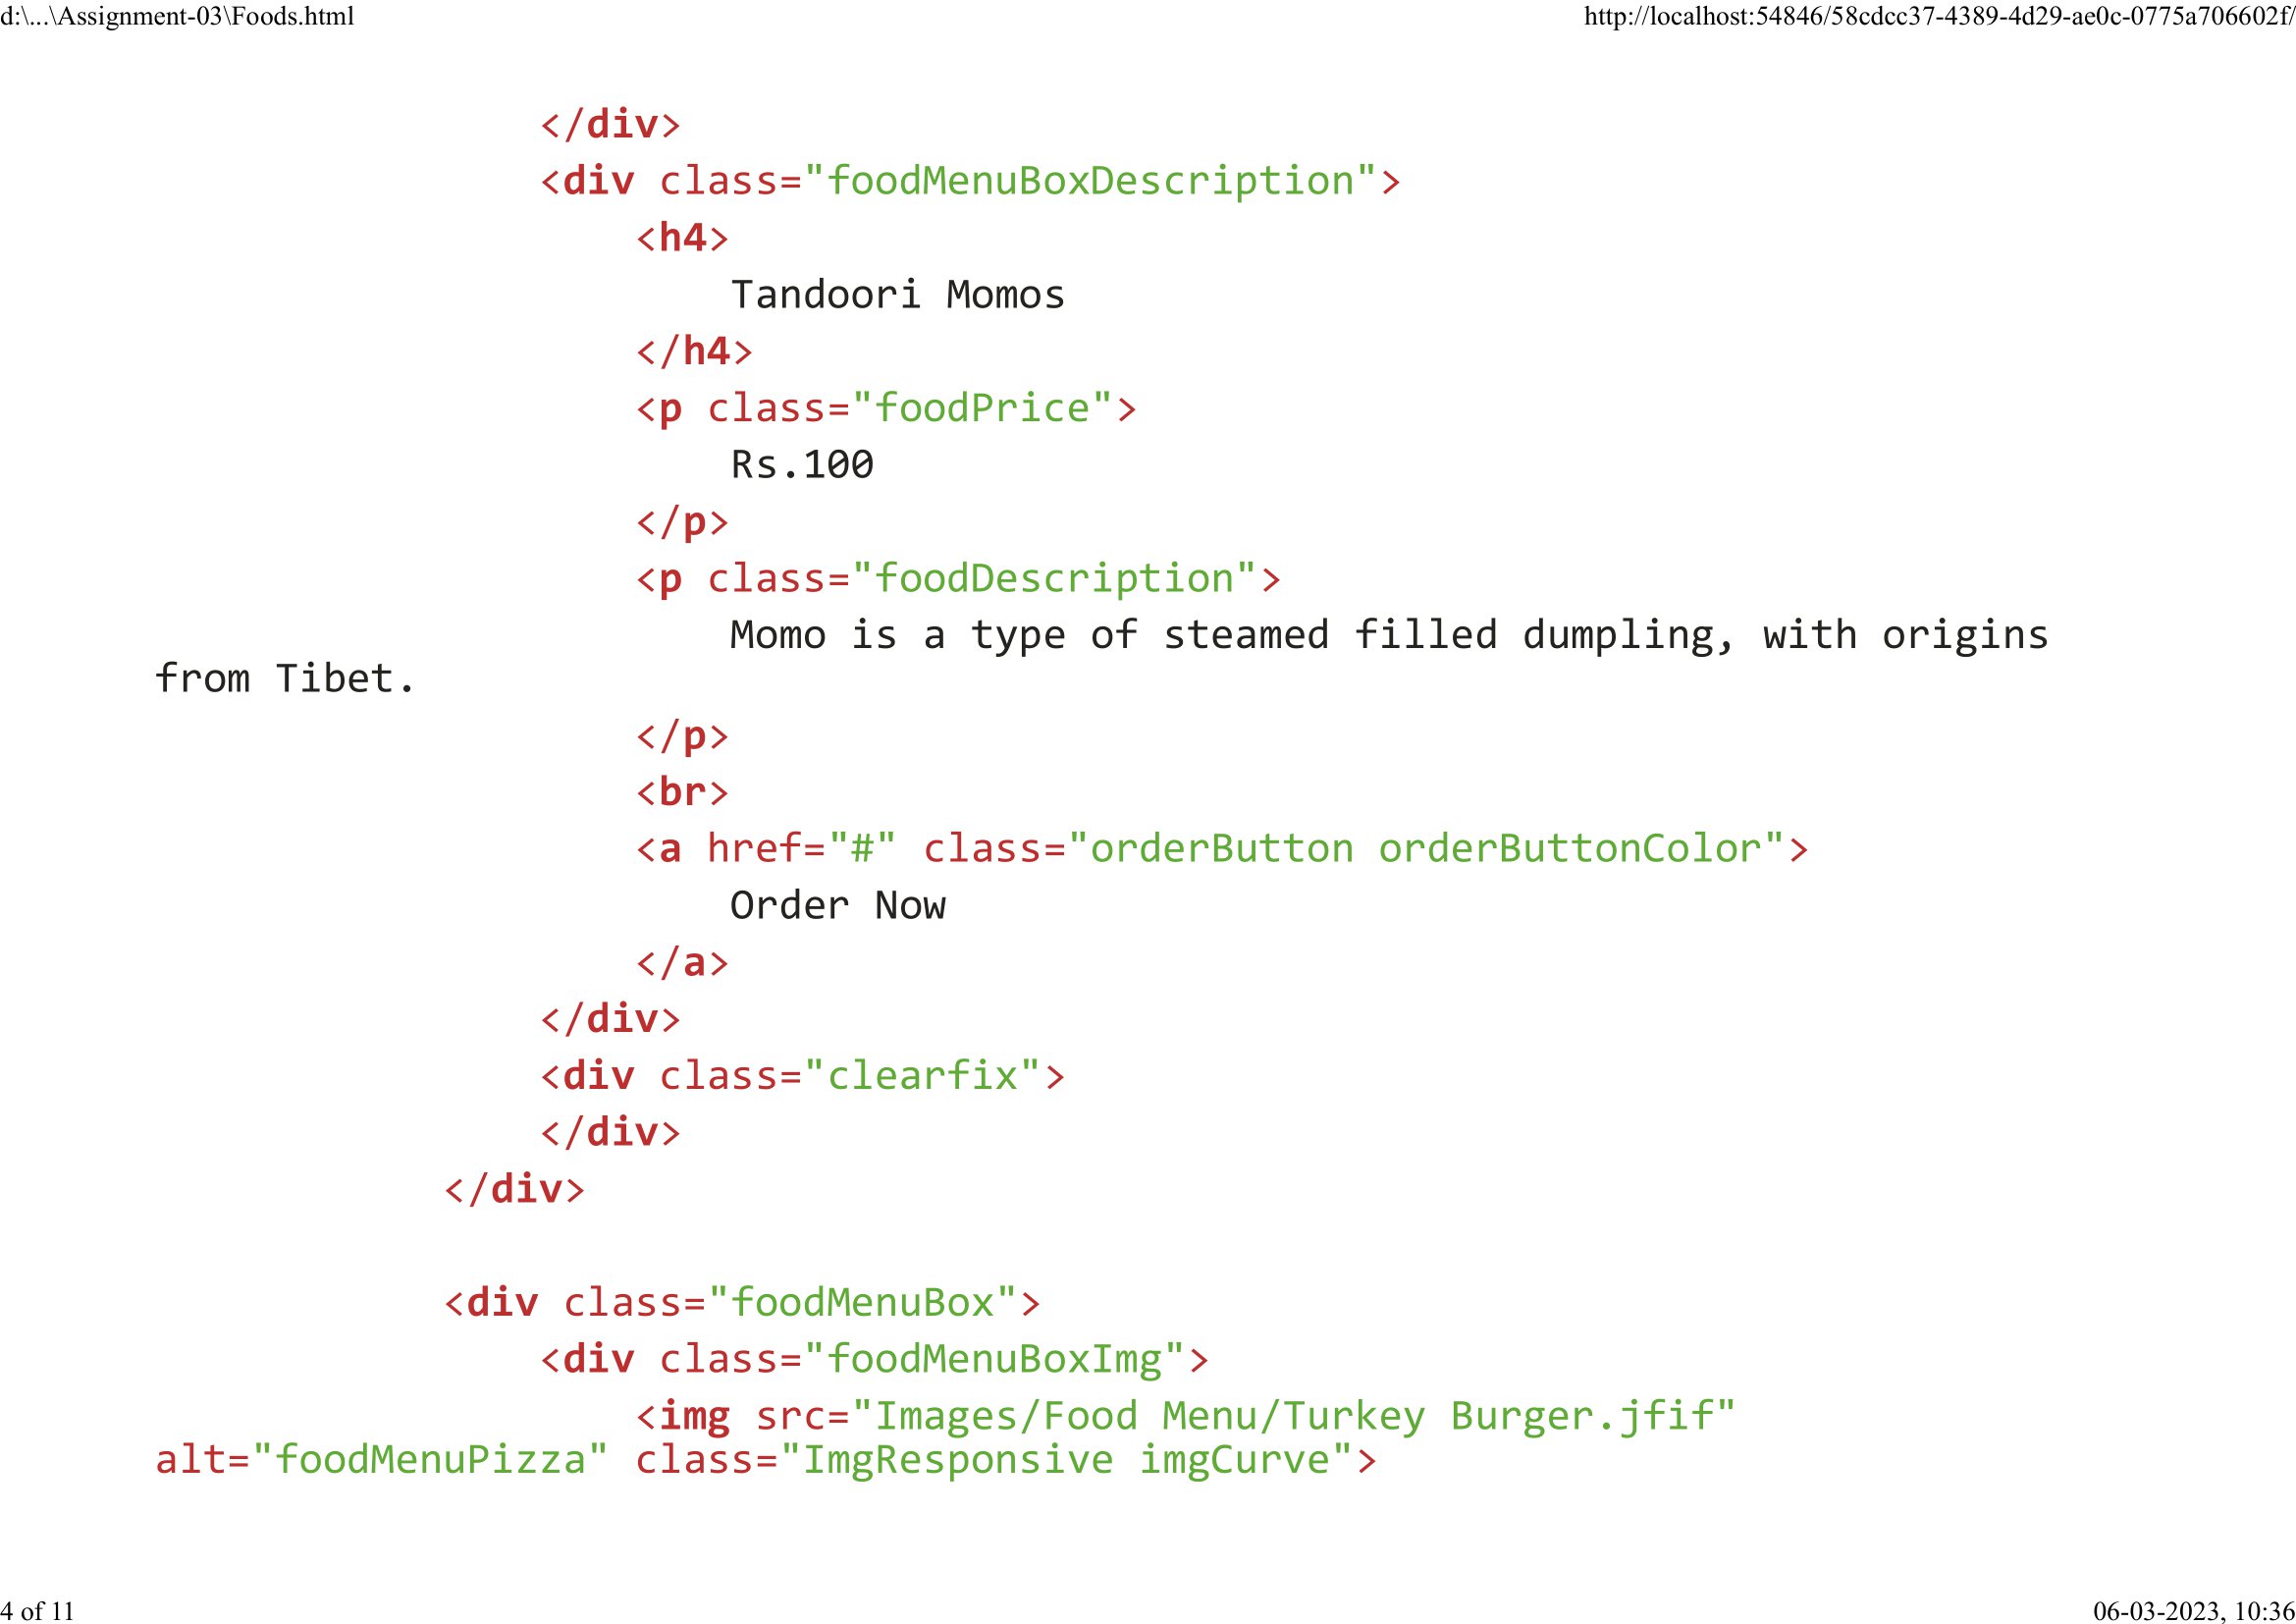 d:\...\Assignment-03\Foods.html http://localhost:54846/58cdcc37-4389-4d29-ae0c-0775a706602f/
</div>
<div class="foodMenuBoxDescription">
<h4>
Tandoori Momos
</h4>
<p class="foodPrice">
Rs.100
</p>
<p class="foodDescription">
Momo is a type of steamed filled dumpling, with origins
from Tibet.
</p>
<br>
<a href="#" class="orderButton orderButtonColor">
Order Now
</a>
</div>
<div class="clearfix">
</div>
</div>
<div class="foodMenuBox">
<div class="foodMenuBoxImg">
<img src="Images/Food Menu/Turkey Burger.jfif"
alt="foodMenuPizza" class="ImgResponsive imgCurve">
4 of 11 06-03-2023, 10:36